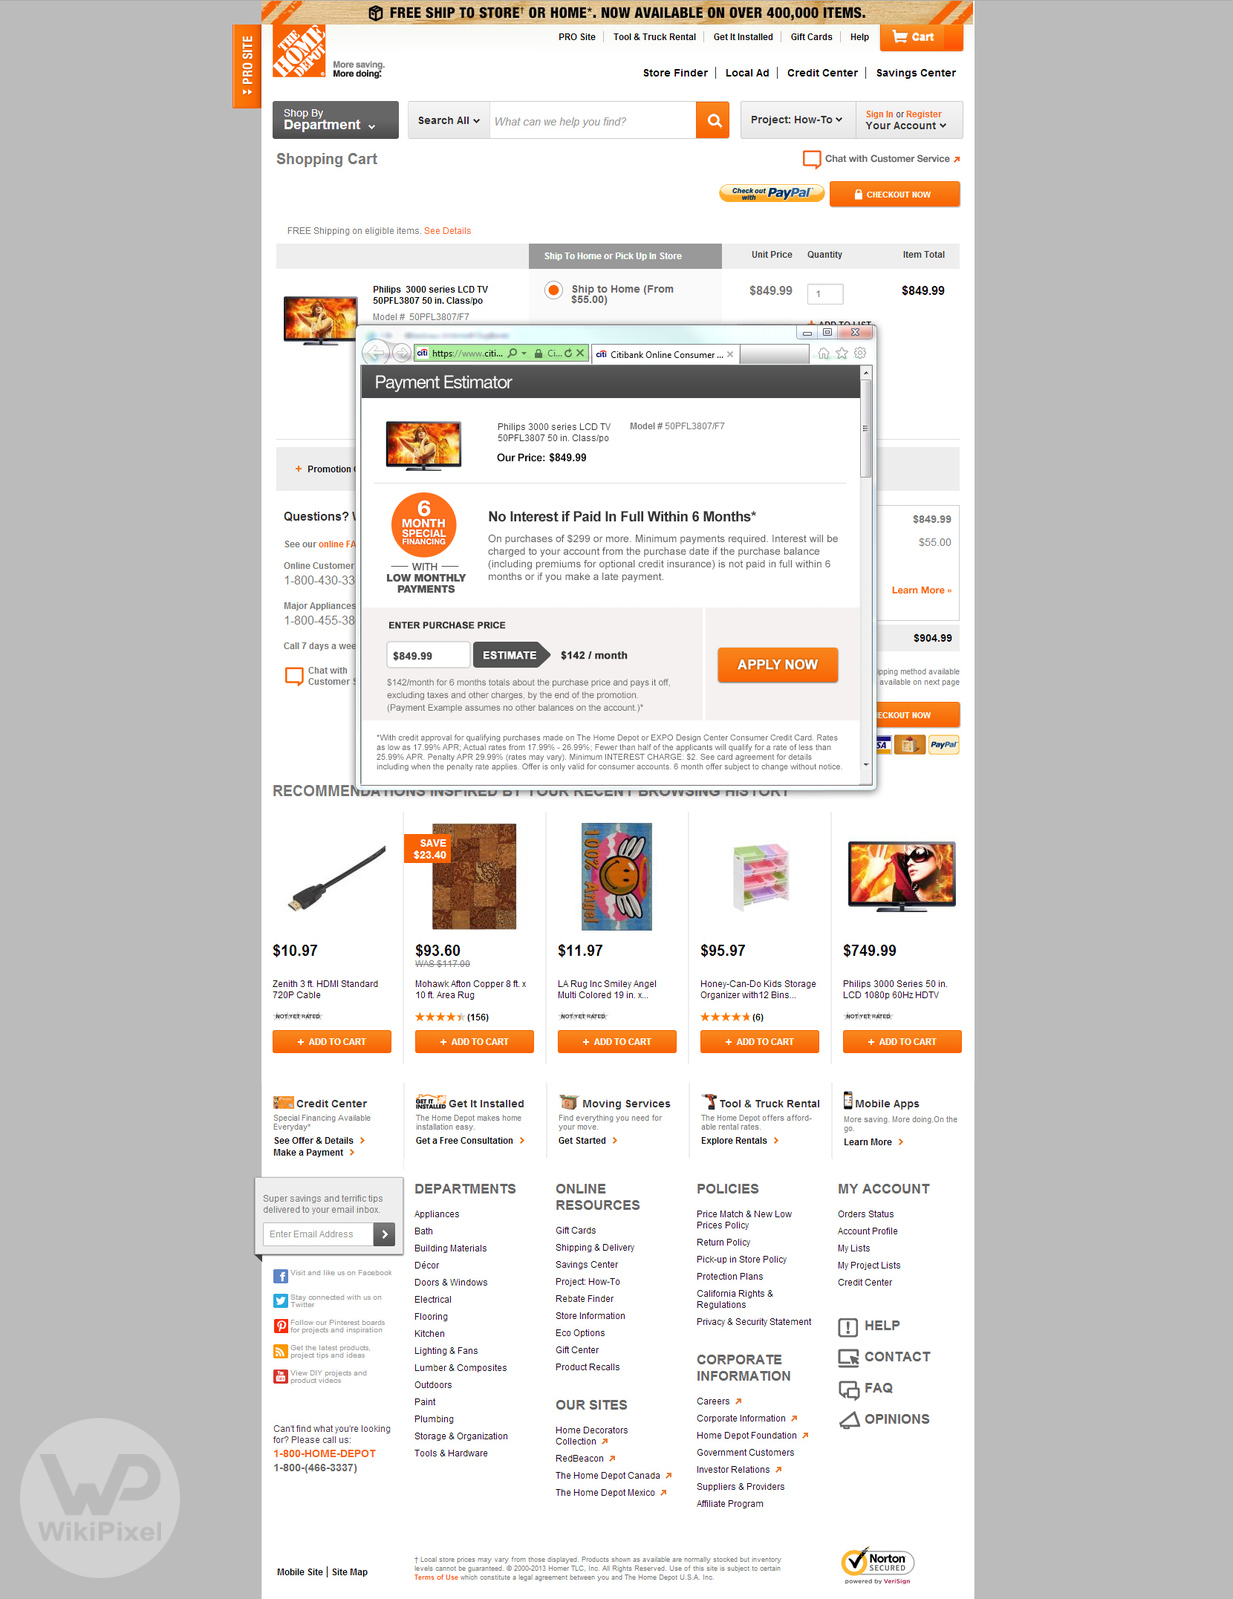 FREE SHIP TO STORE† OR HOME*. NOW AVAILABLE ON OVER 400,000 ITEMS.
PRO SITE
THE HOME DEPOT
More saving.
More doing.
PRO Site | Tool & Truck Rental | Get It Installed | Gift Cards | Help
Cart
Store Finder | Local Ad | Credit Center | Savings Center
Shop By
Department
Search All
What can we help you find?
Project: How-To
Sign In or Register
Your Account
Shopping Cart
Chat with Customer Service
Check out with PayPal
CHECKOUT NOW
FREE Shipping on eligible items. See Details
Ship To Home or Pick Up In Store
Unit Price
Quantity
Item Total
Philips 3000 series LCD TV
50PFL3807 50 in. Class/po
Model # 50PFL3807/F7
Ship to Home (From
$55.00)
$849.99
1
$849.99
+ ADD TO LIST
citi https://www.citi...
Ci...
citi Citibank Online Consumer ...
Payment Estimator
Philips 3000 series LCD TV
50PFL3807 50 in. Class/po
Model # 50PFL3807/F7
Our Price: $849.99
6
MONTH
SPECIAL
FINANCING
WITH
LOW MONTHLY
PAYMENTS
No Interest if Paid In Full Within 6 Months*
On purchases of $299 or more. Minimum payments required. Interest will be
charged to your account from the purchase date if the purchase balance
(including premiums for optional credit insurance) is not paid in full within 6
months or if you make a late payment.
ENTER PURCHASE PRICE
$849.99
ESTIMATE
$142 / month
APPLY NOW
$142/month for 6 months totals about the purchase price and pays it off,
excluding taxes and other charges, by the end of the promotion.
(Payment Example assumes no other balances on the account.)*
*With credit approval for qualifying purchases made on The Home Depot or EXPO Design Center Consumer Credit Card. Rates
as low as 17.99% APR; Actual rates from 17.99% - 26.99%; Fewer than half of the applicants will qualify for a rate of less than
25.99% APR. Penalty APR 29.99% (rates may vary). Minimum INTEREST CHARGE: $2. See card agreement for details
including when the penalty rate applies. Offer is only valid for consumer accounts. 6 month offer subject to change without notice.
+ Promotion
Questions?
See our online FA
Online Customer
1-800-430-33
Major Appliances
1-800-455-38
Call 7 days a wee
Chat with
Customer S
$849.99
$55.00
Learn More »
$904.99
pping method available
available on next page
ECKOUT NOW
PayPal
RECOMMENDATIONS INSPIRED BY YOUR RECENT BROWSING HISTORY
SAVE
$23.40
100% Angel
$10.97
Zenith 3 ft. HDMI Standard
720P Cable
NOT YET RATED
+ ADD TO CART
$93.60
WAS $117.00
Mohawk Afton Copper 8 ft. x
10 ft. Area Rug
(156)
+ ADD TO CART
$11.97
LA Rug Inc Smiley Angel
Multi Colored 19 in. x...
NOT YET RATED
+ ADD TO CART
$95.97
Honey-Can-Do Kids Storage
Organizer with12 Bins...
(6)
+ ADD TO CART
$749.99
Philips 3000 Series 50 in.
LCD 1080p 60Hz HDTV
NOT YET RATED
+ ADD TO CART
Credit Center
Special Financing Available
Everyday*
See Offer & Details
Make a Payment
GET IT INSTALLED
Get It Installed
The Home Depot makes home
installation easy.
Get a Free Consultation
Moving Services
Find everything you need for
your move.
Get Started
Tool & Truck Rental
The Home Depot offers afford-
able rental rates.
Explore Rentals
Mobile Apps
More saving. More doing.On the
go.
Learn More
Super savings and terrific tips
delivered to your email inbox.
Enter Email Address
Visit and like us on Facebook
Stay connected with us on
Twitter
Follow our Pinterest boards
for projects and inspiration
Get the latest products,
project tips and ideas
View DIY projects and
product videos
Can't find what you're looking
for? Please call us:
1-800-HOME-DEPOT
1-800-(466-3337)
DEPARTMENTS
Appliances
Bath
Building Materials
Décor
Doors & Windows
Electrical
Flooring
Kitchen
Lighting & Fans
Lumber & Composites
Outdoors
Paint
Plumbing
Storage & Organization
Tools & Hardware
ONLINE
RESOURCES
Gift Cards
Shipping & Delivery
Savings Center
Project: How-To
Rebate Finder
Store Information
Eco Options
Gift Center
Product Recalls
OUR SITES
Home Decorators
Collection
RedBeacon
The Home Depot Canada
The Home Depot Mexico
POLICIES
Price Match & New Low
Prices Policy
Return Policy
Pick-up in Store Policy
Protection Plans
California Rights &
Regulations
Privacy & Security Statement
CORPORATE
INFORMATION
Careers
Corporate Information
Home Depot Foundation
Government Customers
Investor Relations
Suppliers & Providers
Affiliate Program
MY ACCOUNT
Orders Status
Account Profile
My Lists
My Project Lists
Credit Center
HELP
CONTACT
FAQ
OPINIONS
WikiPixel
Mobile Site | Site Map
† Local store prices may vary from those displayed. Products shown as available are normally stocked but inventory
levels cannot be guaranteed. © 2000-2013 Homer TLC, Inc. All Rights Reserved. Use of this site is subject to certain
Terms of Use which constitute a legal agreement between you and The Home Depot U.S.A. Inc.
Norton
SECURED
powered by VeriSign